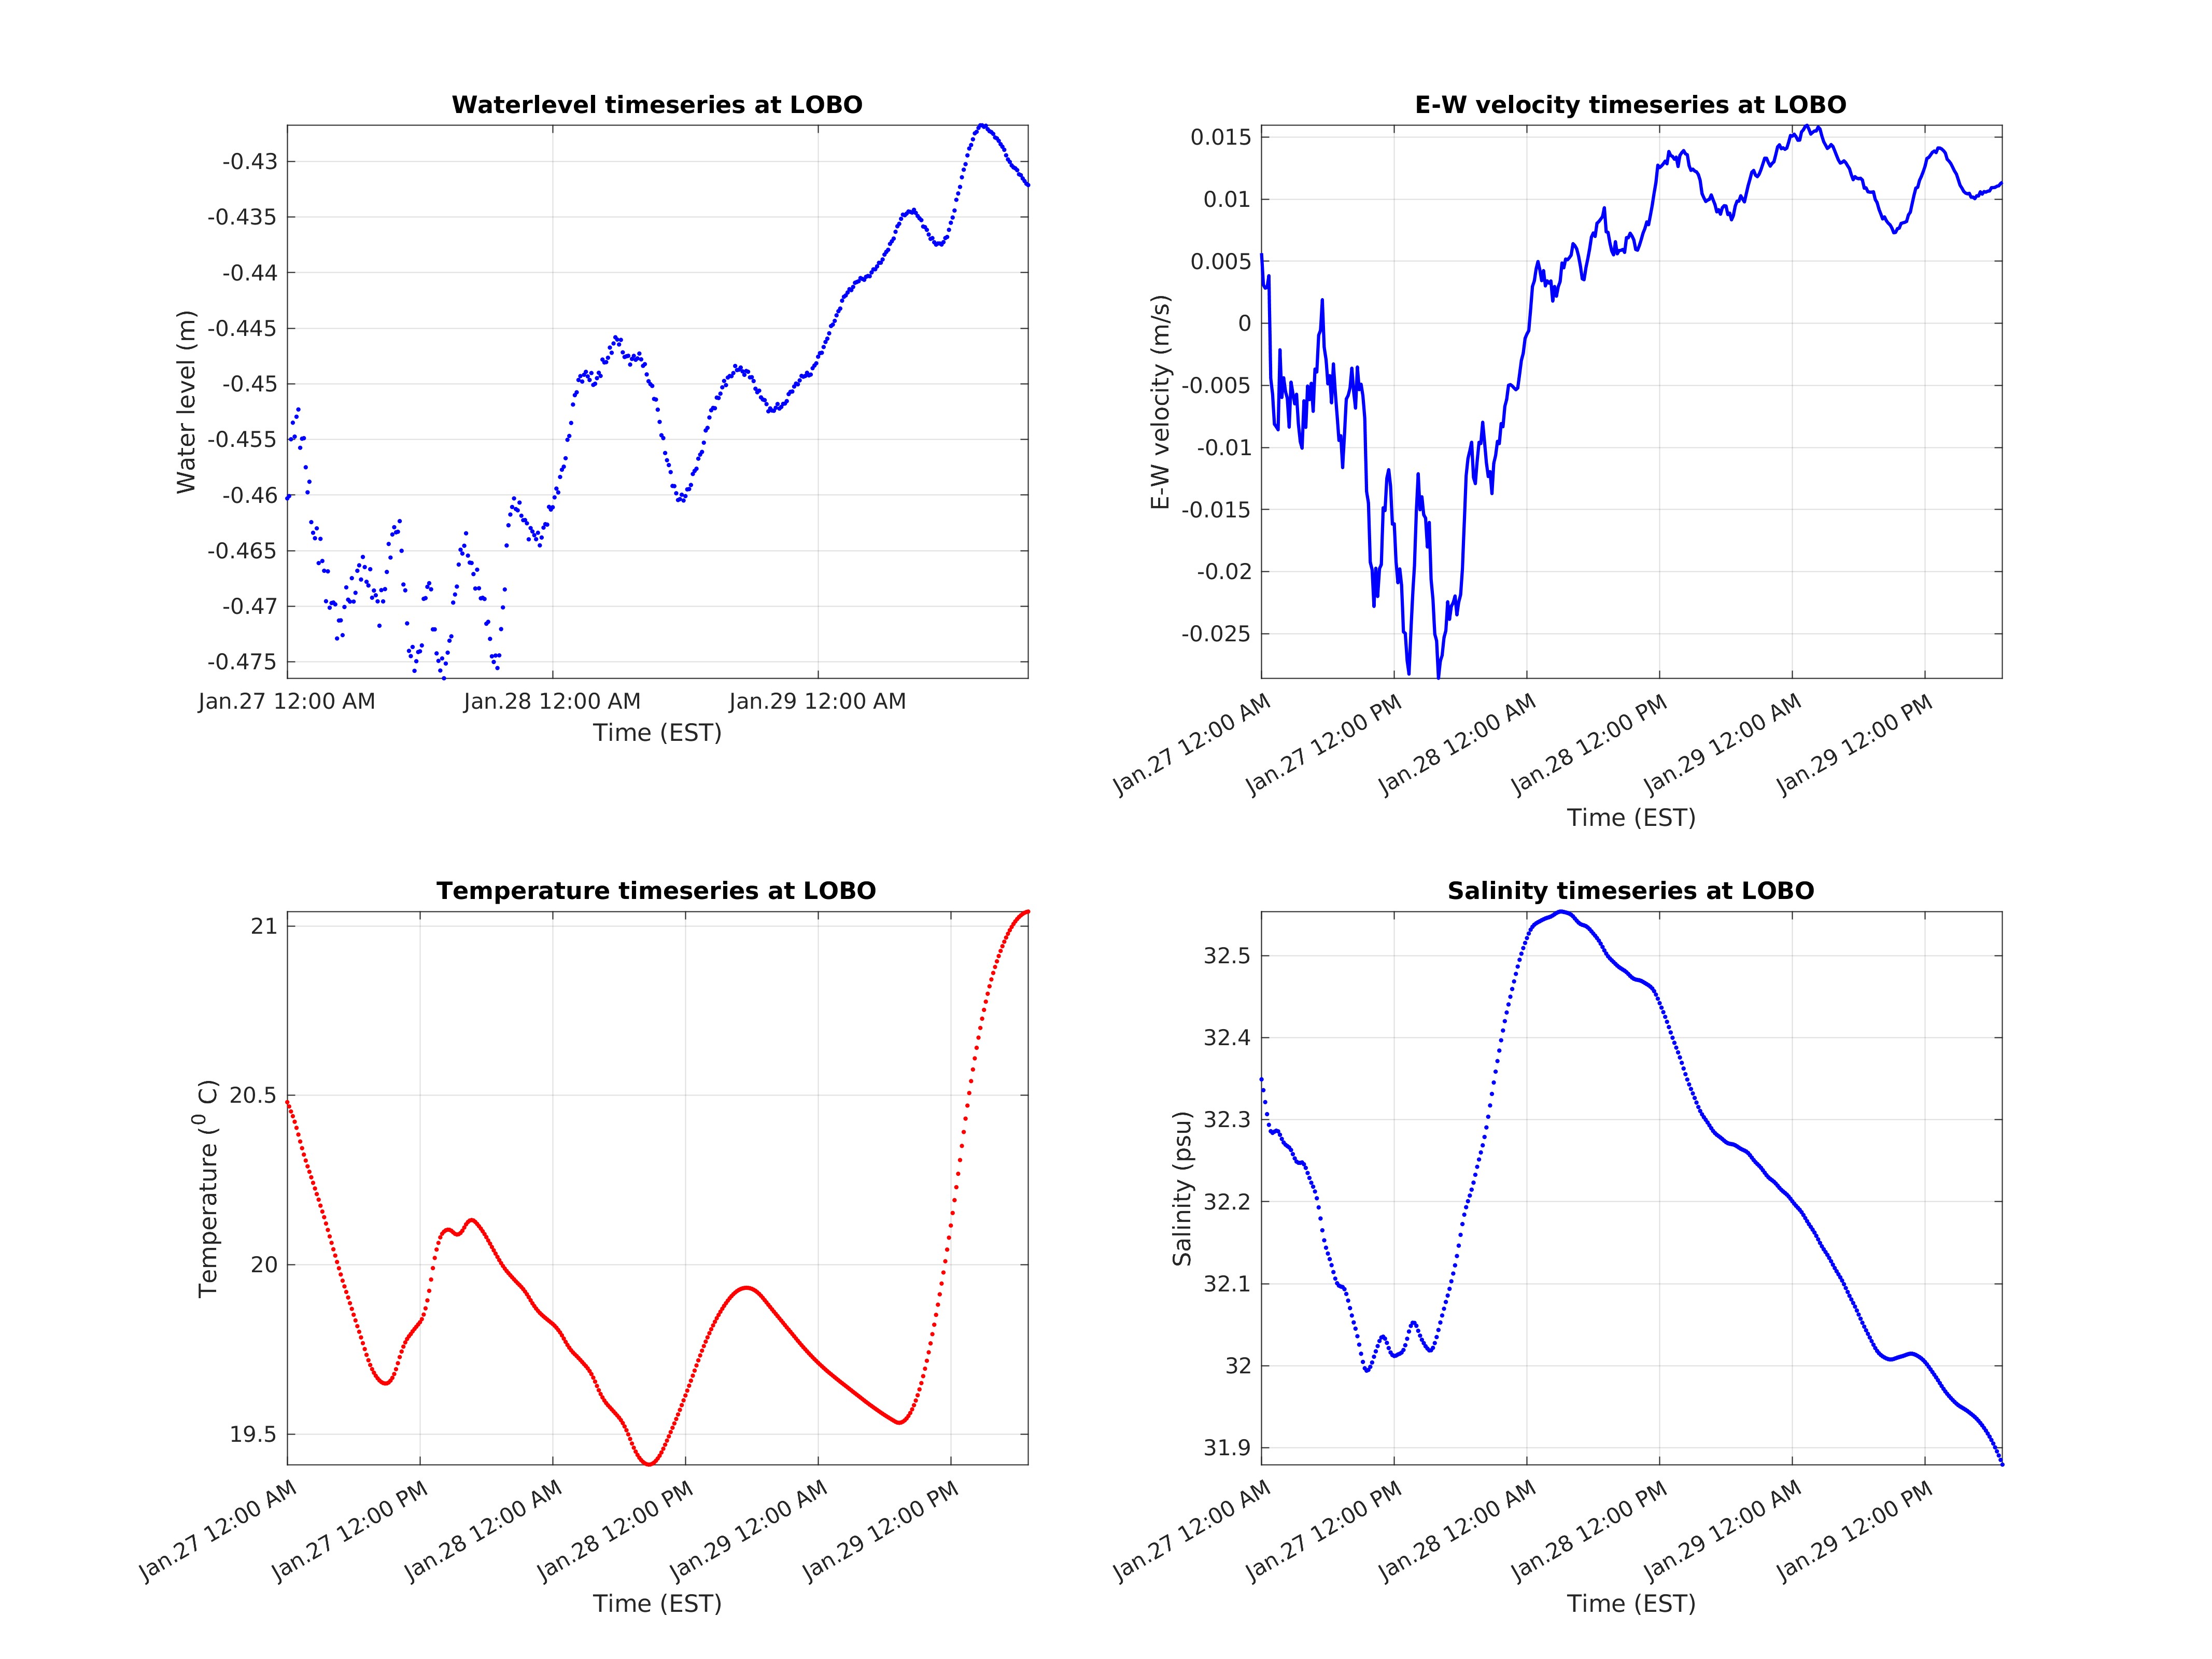 Waterlevel timeseries at LOBO
-0.43
-0.435
-0.44
-0.445
-0.45
-0.455
-0.46
-0.465
-0.47
-0.475
Water level (m)
Jan.27 12:00 AM
Jan.28 12:00 AM
Jan.29 12:00 AM
Time (EST)
E-W velocity timeseries at LOBO
0.015
0.01
0.005
0
-0.005
-0.01
-0.015
-0.02
-0.025
E-W velocity (m/s)
Jan.27 12:00 AM
Jan.27 12:00 PM
Jan.28 12:00 AM
Jan.28 12:00 PM
Jan.29 12:00 AM
Jan.29 12:00 PM
Time (EST)
Temperature timeseries at LOBO
21
20.5
20
19.5
Temperature (⁰ C)
Jan.27 12:00 AM
Jan.27 12:00 PM
Jan.28 12:00 AM
Jan.28 12:00 PM
Jan.29 12:00 AM
Jan.29 12:00 PM
Time (EST)
Salinity timeseries at LOBO
32.5
32.4
32.3
32.2
32.1
32
31.9
Salinity (psu)
Jan.27 12:00 AM
Jan.27 12:00 PM
Jan.28 12:00 AM
Jan.28 12:00 PM
Jan.29 12:00 AM
Jan.29 12:00 PM
Time (EST)